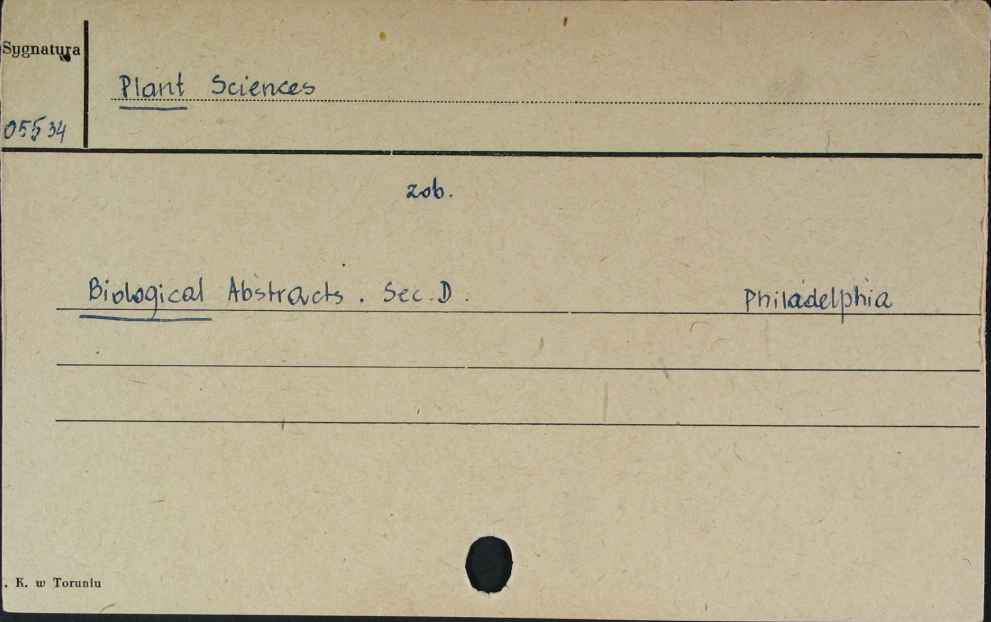 Sygnatura
Plant Sciences
05534
zob.
Biological Abstracts. Sec. D. Philadelphia
. K. w Toruniu